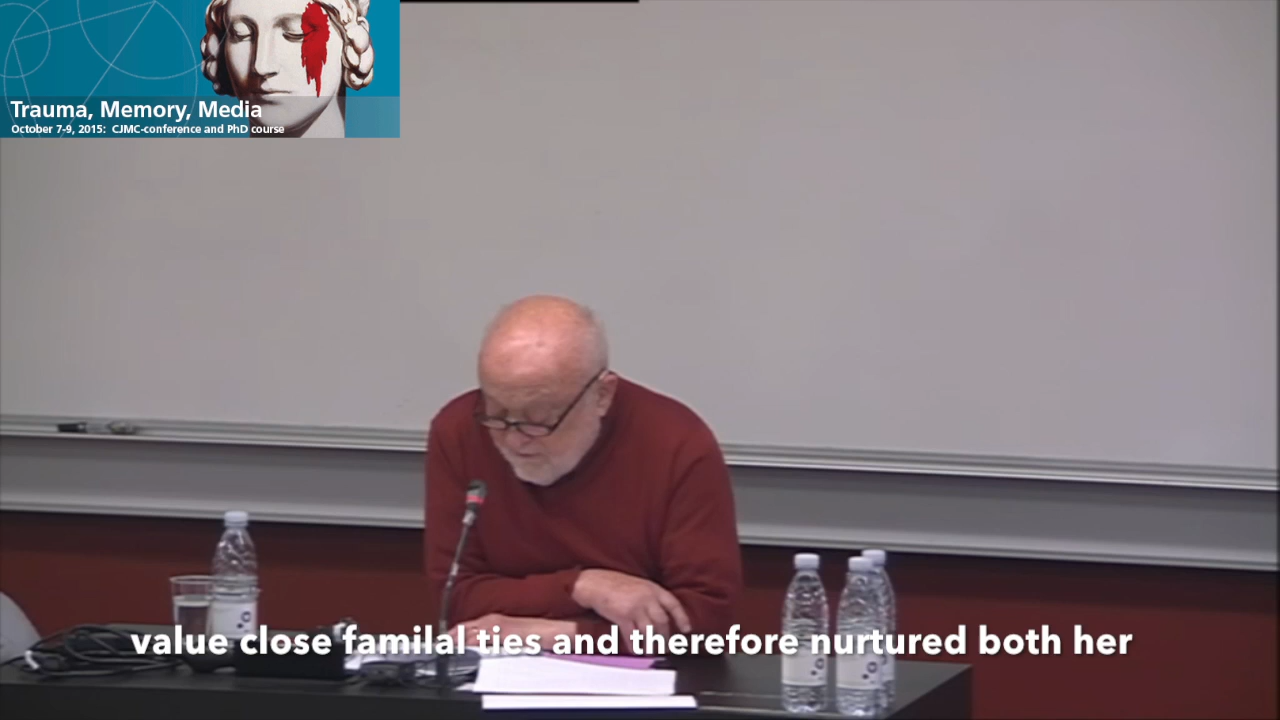 Trauma, Memory, Media
October 7-9, 2015: CJMC-conference and PhD course
value close familal ties and therefore nurtured both her